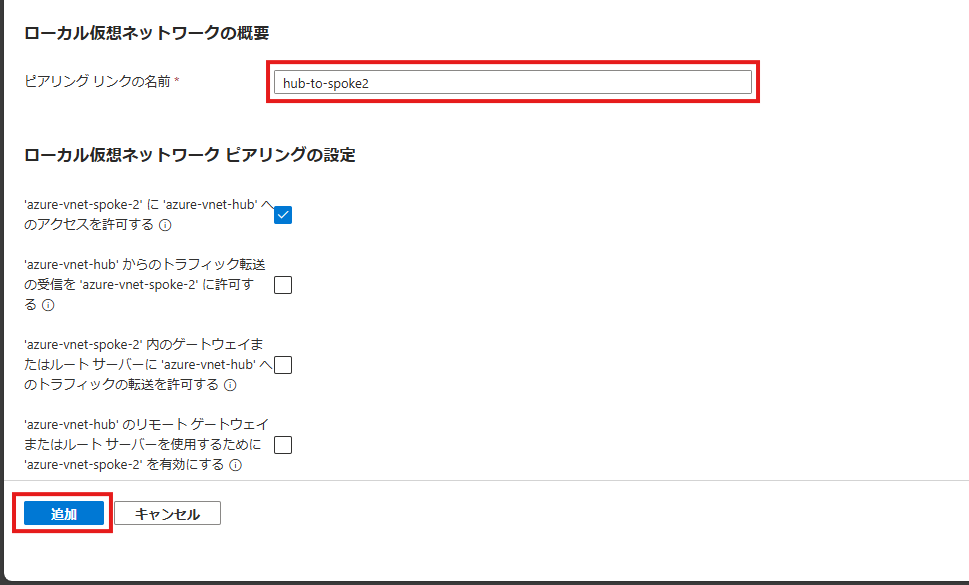 ローカル仮想ネットワークの概要
ピアリング リンクの名前 *
hub-to-spoke2
ローカル仮想ネットワーク ピアリングの設定
'azure-vnet-spoke-2' に 'azure-vnet-hub' へ
のアクセスを許可する
'azure-vnet-hub' からのトラフィック転送
の受信を 'azure-vnet-spoke-2' に許可す
る
'azure-vnet-spoke-2' 内のゲートウェイま
たはルート サーバーに 'azure-vnet-hub' へ
のトラフィックの転送を許可する
'azure-vnet-hub' のリモート ゲートウェイ
またはルート サーバーを使用するために
'azure-vnet-spoke-2' を有効にする
追加
キャンセル